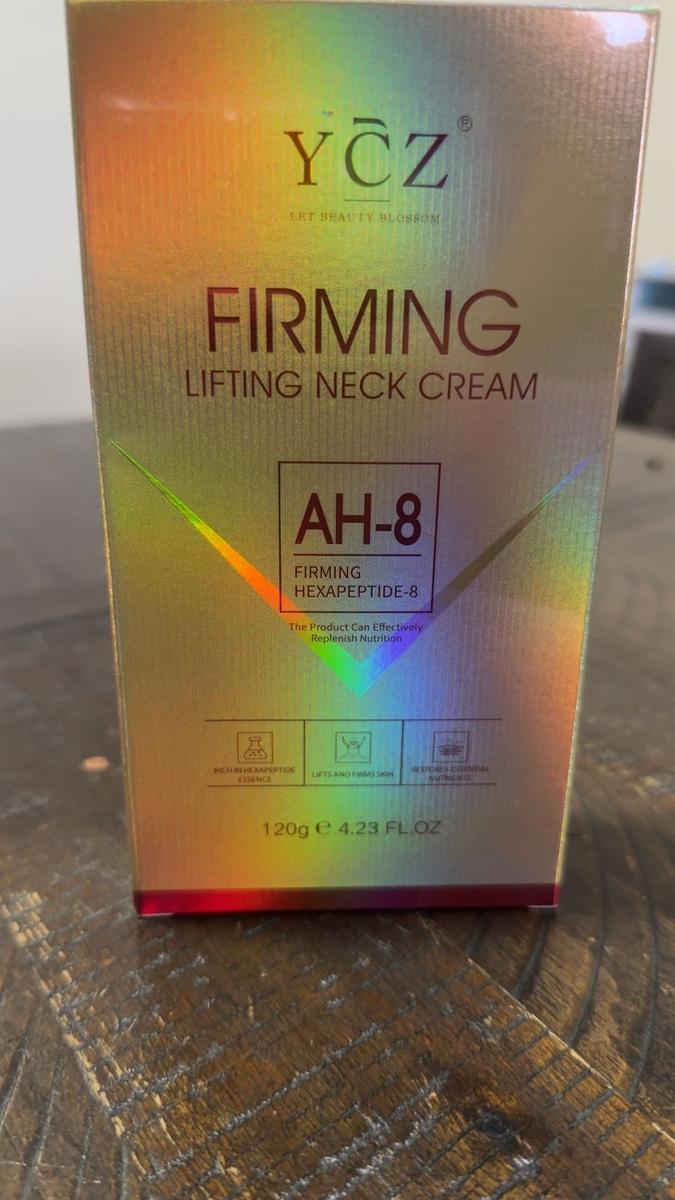 YC̄Z®
LET BEAUTY BLOSSOM
FIRMING
LIFTING NECK CREAM
AH-8
FIRMING
HEXAPEPTIDE-8
The Product Can Effectively
Replenish Nutrition
RICH IN HEXAPEPTIDE
ESSENCE
LIFTS AND FIRMS SKIN
RESTORES ESSENTIAL
NUTRIENTS
120g ℮ 4.23 FL.OZ